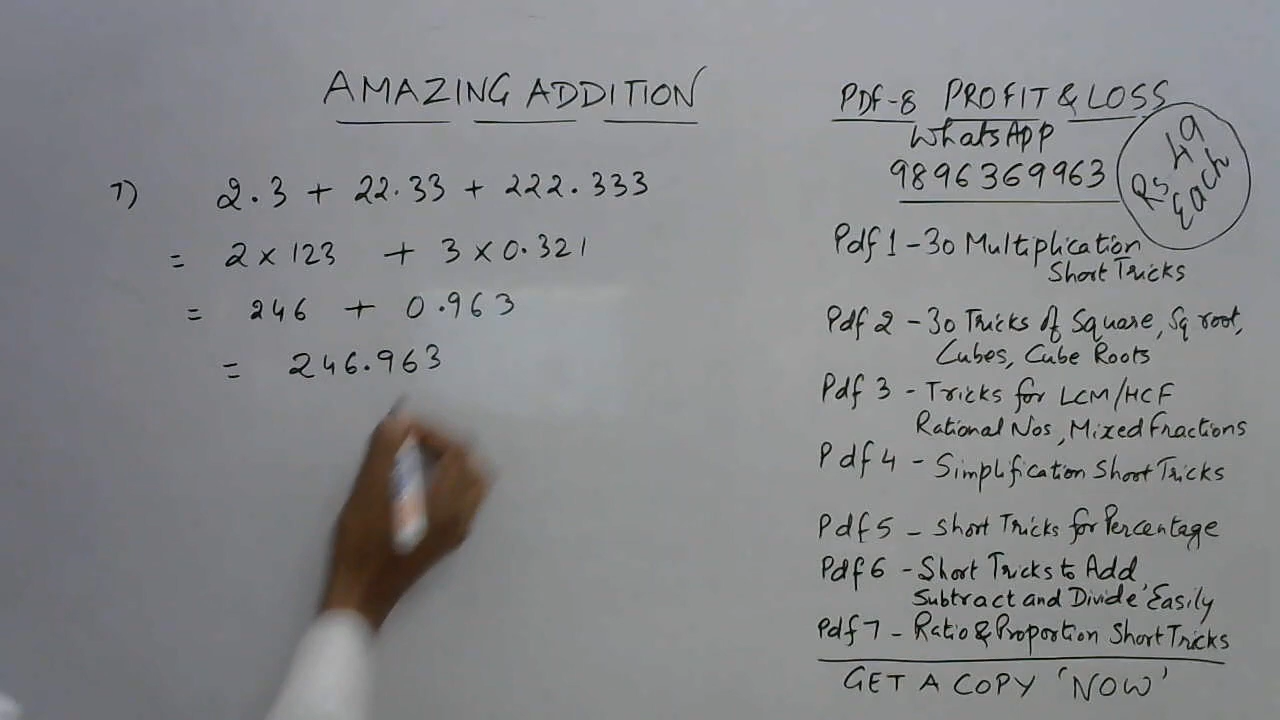 AMAZING ADDITION
1) 2.3 + 22.33 + 222.333
= 2 × 123 + 3 × 0.321
= 246 + 0.963
= 246.963
Pdf-8 PROFIT & LOSS
WhatsAPP
9896369963
Rs 49
Each
Pdf 1 - 30 Multiplication
Short Tricks
Pdf 2 - 30 Tricks of Square, Sq root,
Cubes, Cube Roots
Pdf 3 - Tricks for LCM/HCF
Rational Nos, Mixed Fractions
Pdf 4 - Simplification Short Tricks
Pdf 5 - Short Tricks for Percentage
Pdf 6 - Short Tricks to Add,
Subtract and Divide Easily
Pdf 7 - Ratio & Proportion Short Tricks
GET A COPY 'NOW'